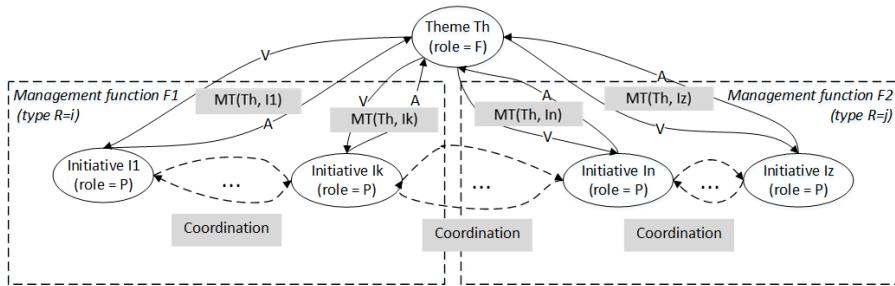 Theme Th
(role = F)
V
A
Management function F1
(type R=i)
Management function F2
(type R=j)
MT(Th, I1)
V
A
MT(Th, Ik)
A
MT(Th, In)
V
MT(Th, Iz)
V
A
Initiative I1
(role = P)
...
Initiative Ik
(role = P)
...
Initiative In
(role = P)
...
Initiative Iz
(role = P)
Coordination
Coordination
Coordination